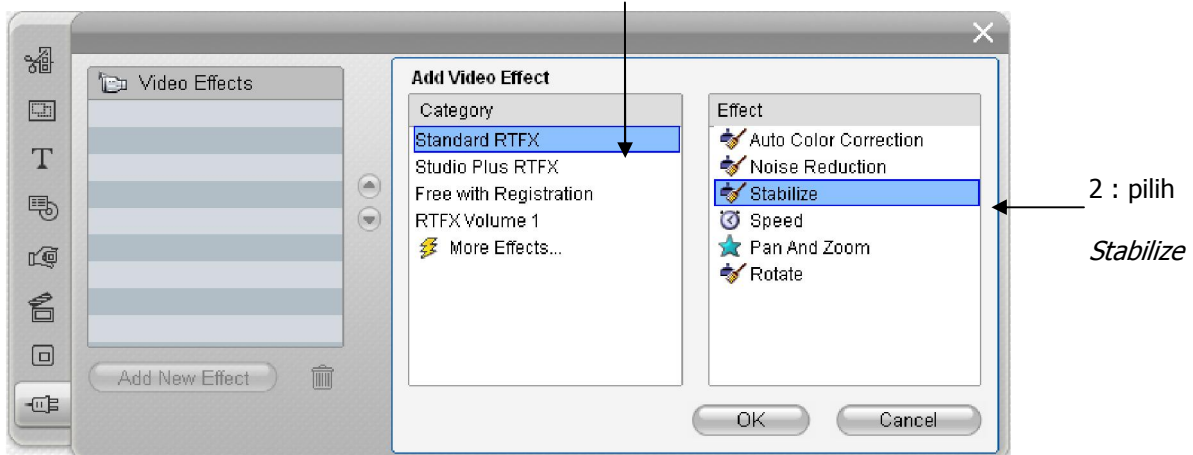 Video Effects
Add New Effect
Add Video Effect
Category
Standard RTFX
Studio Plus RTFX
Free with Registration
RTFX Volume 1
More Effects...
Effect
Auto Color Correction
Noise Reduction
Stabilize
Speed
Pan And Zoom
Rotate
OK
Cancel
2 : pilih
Stabilize